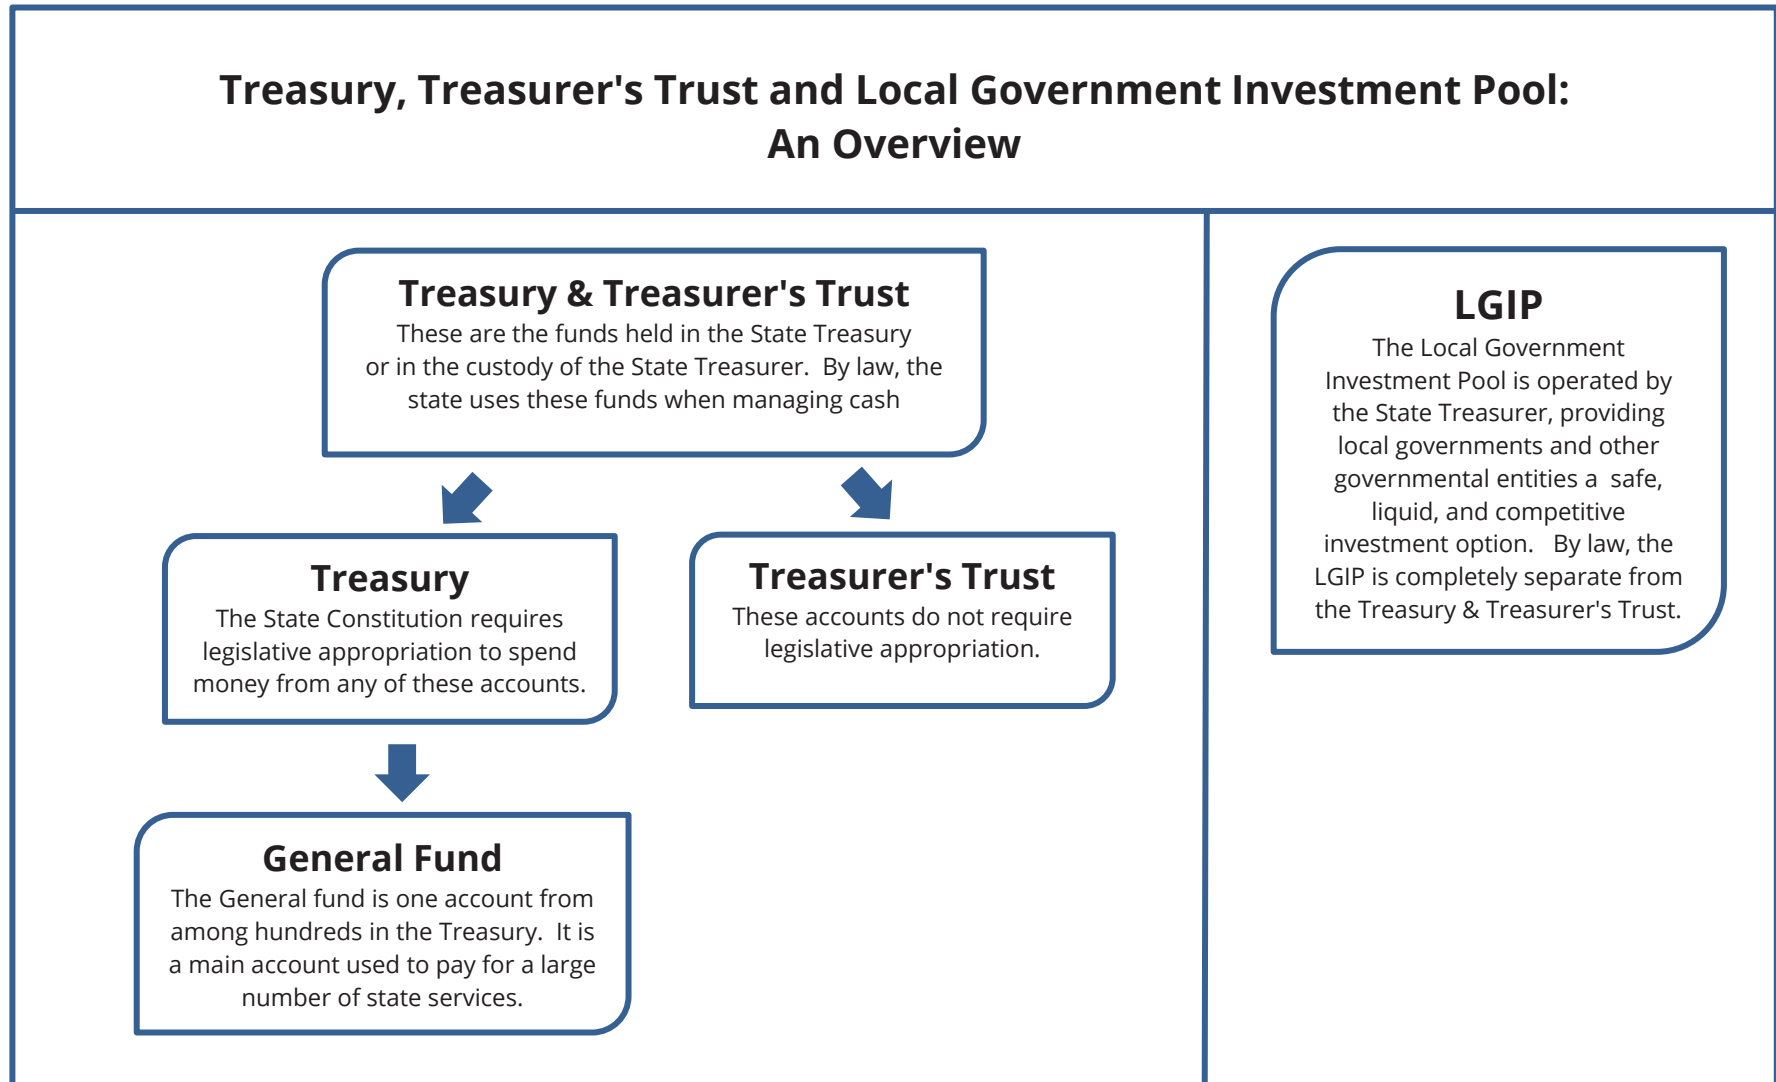 Treasury, Treasurer's Trust and Local Government Investment Pool:
An Overview
Treasury & Treasurer's Trust
These are the funds held in the State Treasury
or in the custody of the State Treasurer.  By law, the
state uses these funds when managing cash
Treasury
The State Constitution requires
legislative appropriation to spend
money from any of these accounts.
Treasurer's Trust
These accounts do not require
legislative appropriation.
General Fund
The General fund is one account from
among hundreds in the Treasury.  It is
a main account used to pay for a large
number of state services.
LGIP
The Local Government
Investment Pool is operated by
the State Treasurer, providing
local governments and other
governmental entities a  safe,
liquid, and competitive
investment option.   By law, the
LGIP is completely separate from
the Treasury & Treasurer's Trust.